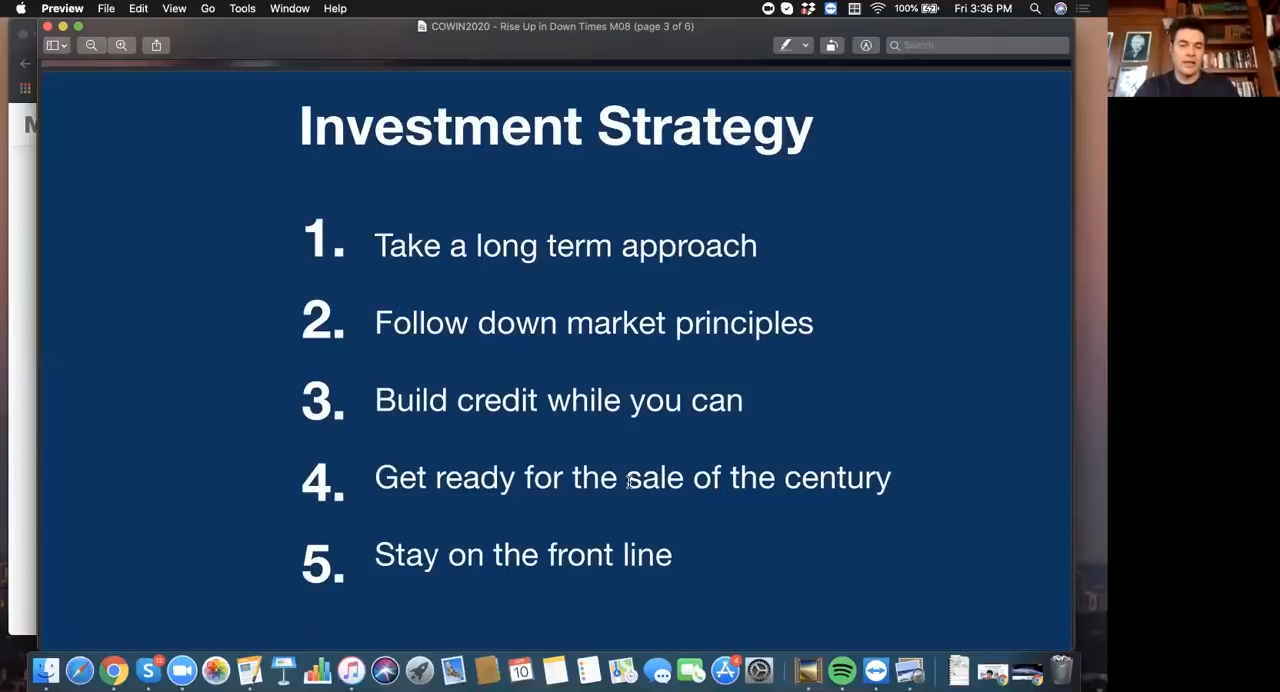 Preview File Edit View Go Tools Window Help 100% Fri 3:36 PM
COWIN2020 - Rise Up in Down Times M08 (page 3 of 6)
Search
Investment Strategy
1. Take a long term approach
2. Follow down market principles
3. Build credit while you can
4. Get ready for the sale of the century
5. Stay on the front line
APR
10